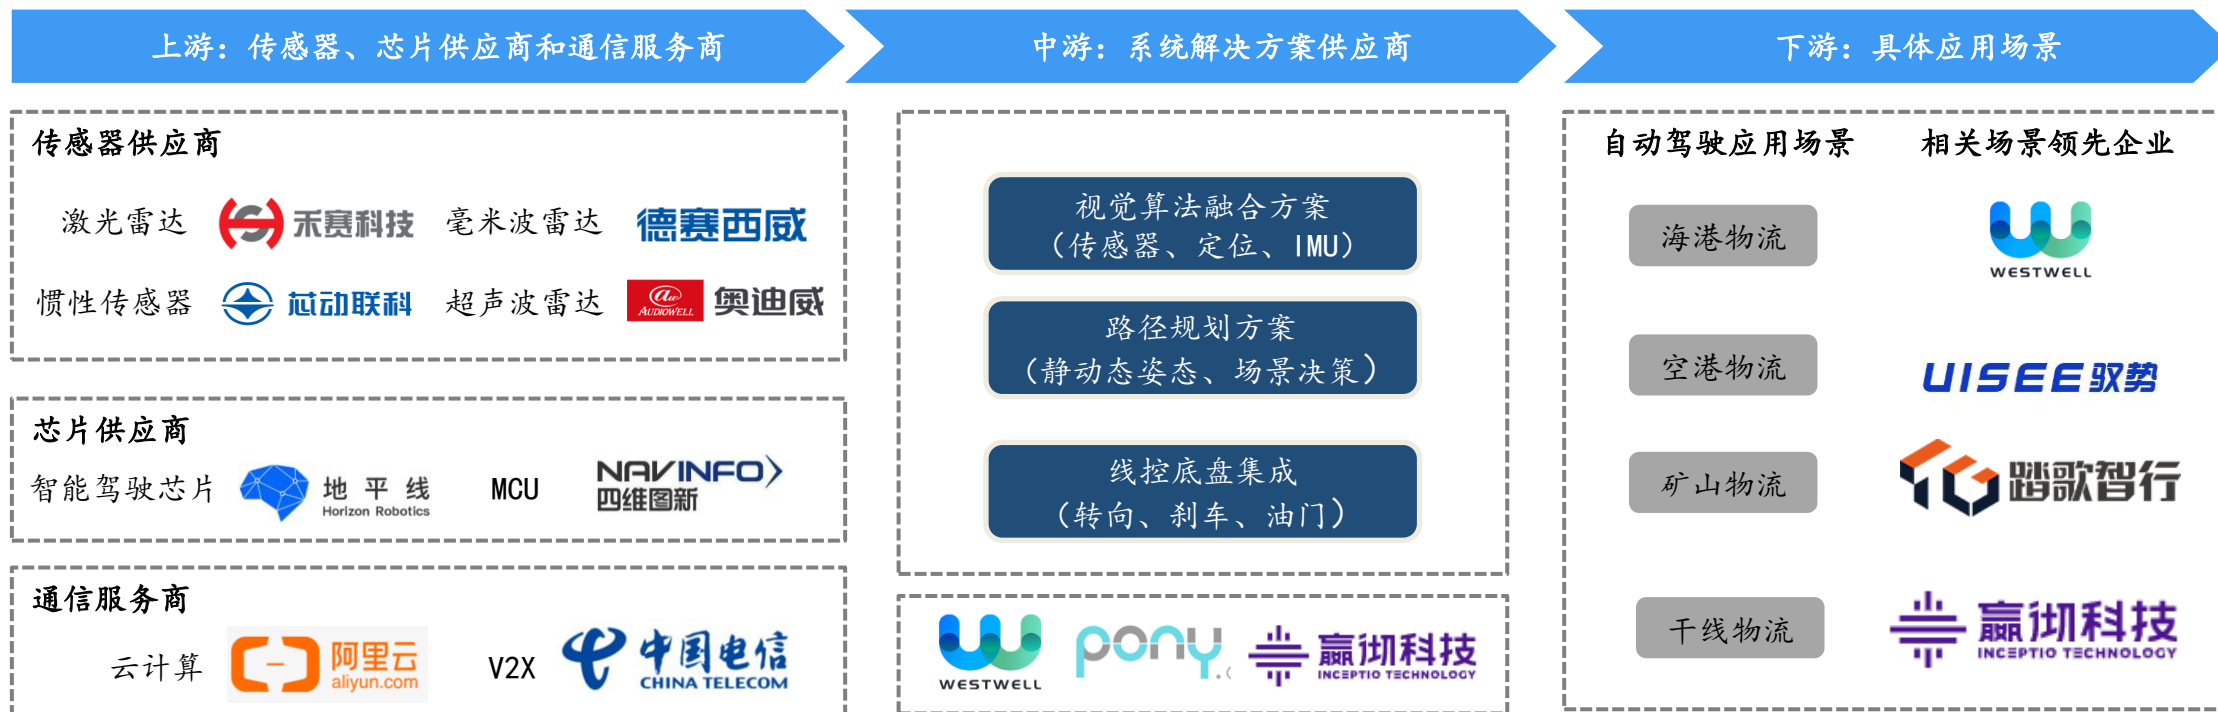 上游：传感器、芯片供应商和通信服务商
中游：系统解决方案供应商
下游：具体应用场景
传感器供应商
激光雷达
禾赛科技
毫米波雷达
德赛西威
惯性传感器
芯动联科
超声波雷达
AUDIOWELL
奥迪威
芯片供应商
智能驾驶芯片
地平线
Horizon Robotics
MCU
NAVINFO
四维图新
通信服务商
云计算
阿里云
aliyun.com
V2X
中国电信
CHINA TELECOM
视觉算法融合方案
（传感器、定位、IMU）
路径规划方案
（静动态姿态、场景决策）
线控底盘集成
（转向、刹车、油门）
WESTWELL
pony.
赢彻科技
INCEPTIO TECHNOLOGY
自动驾驶应用场景
相关场景领先企业
海港物流
WESTWELL
空港物流
UISEE驭势
矿山物流
踏歌智行
干线物流
赢彻科技
INCEPTIO TECHNOLOGY